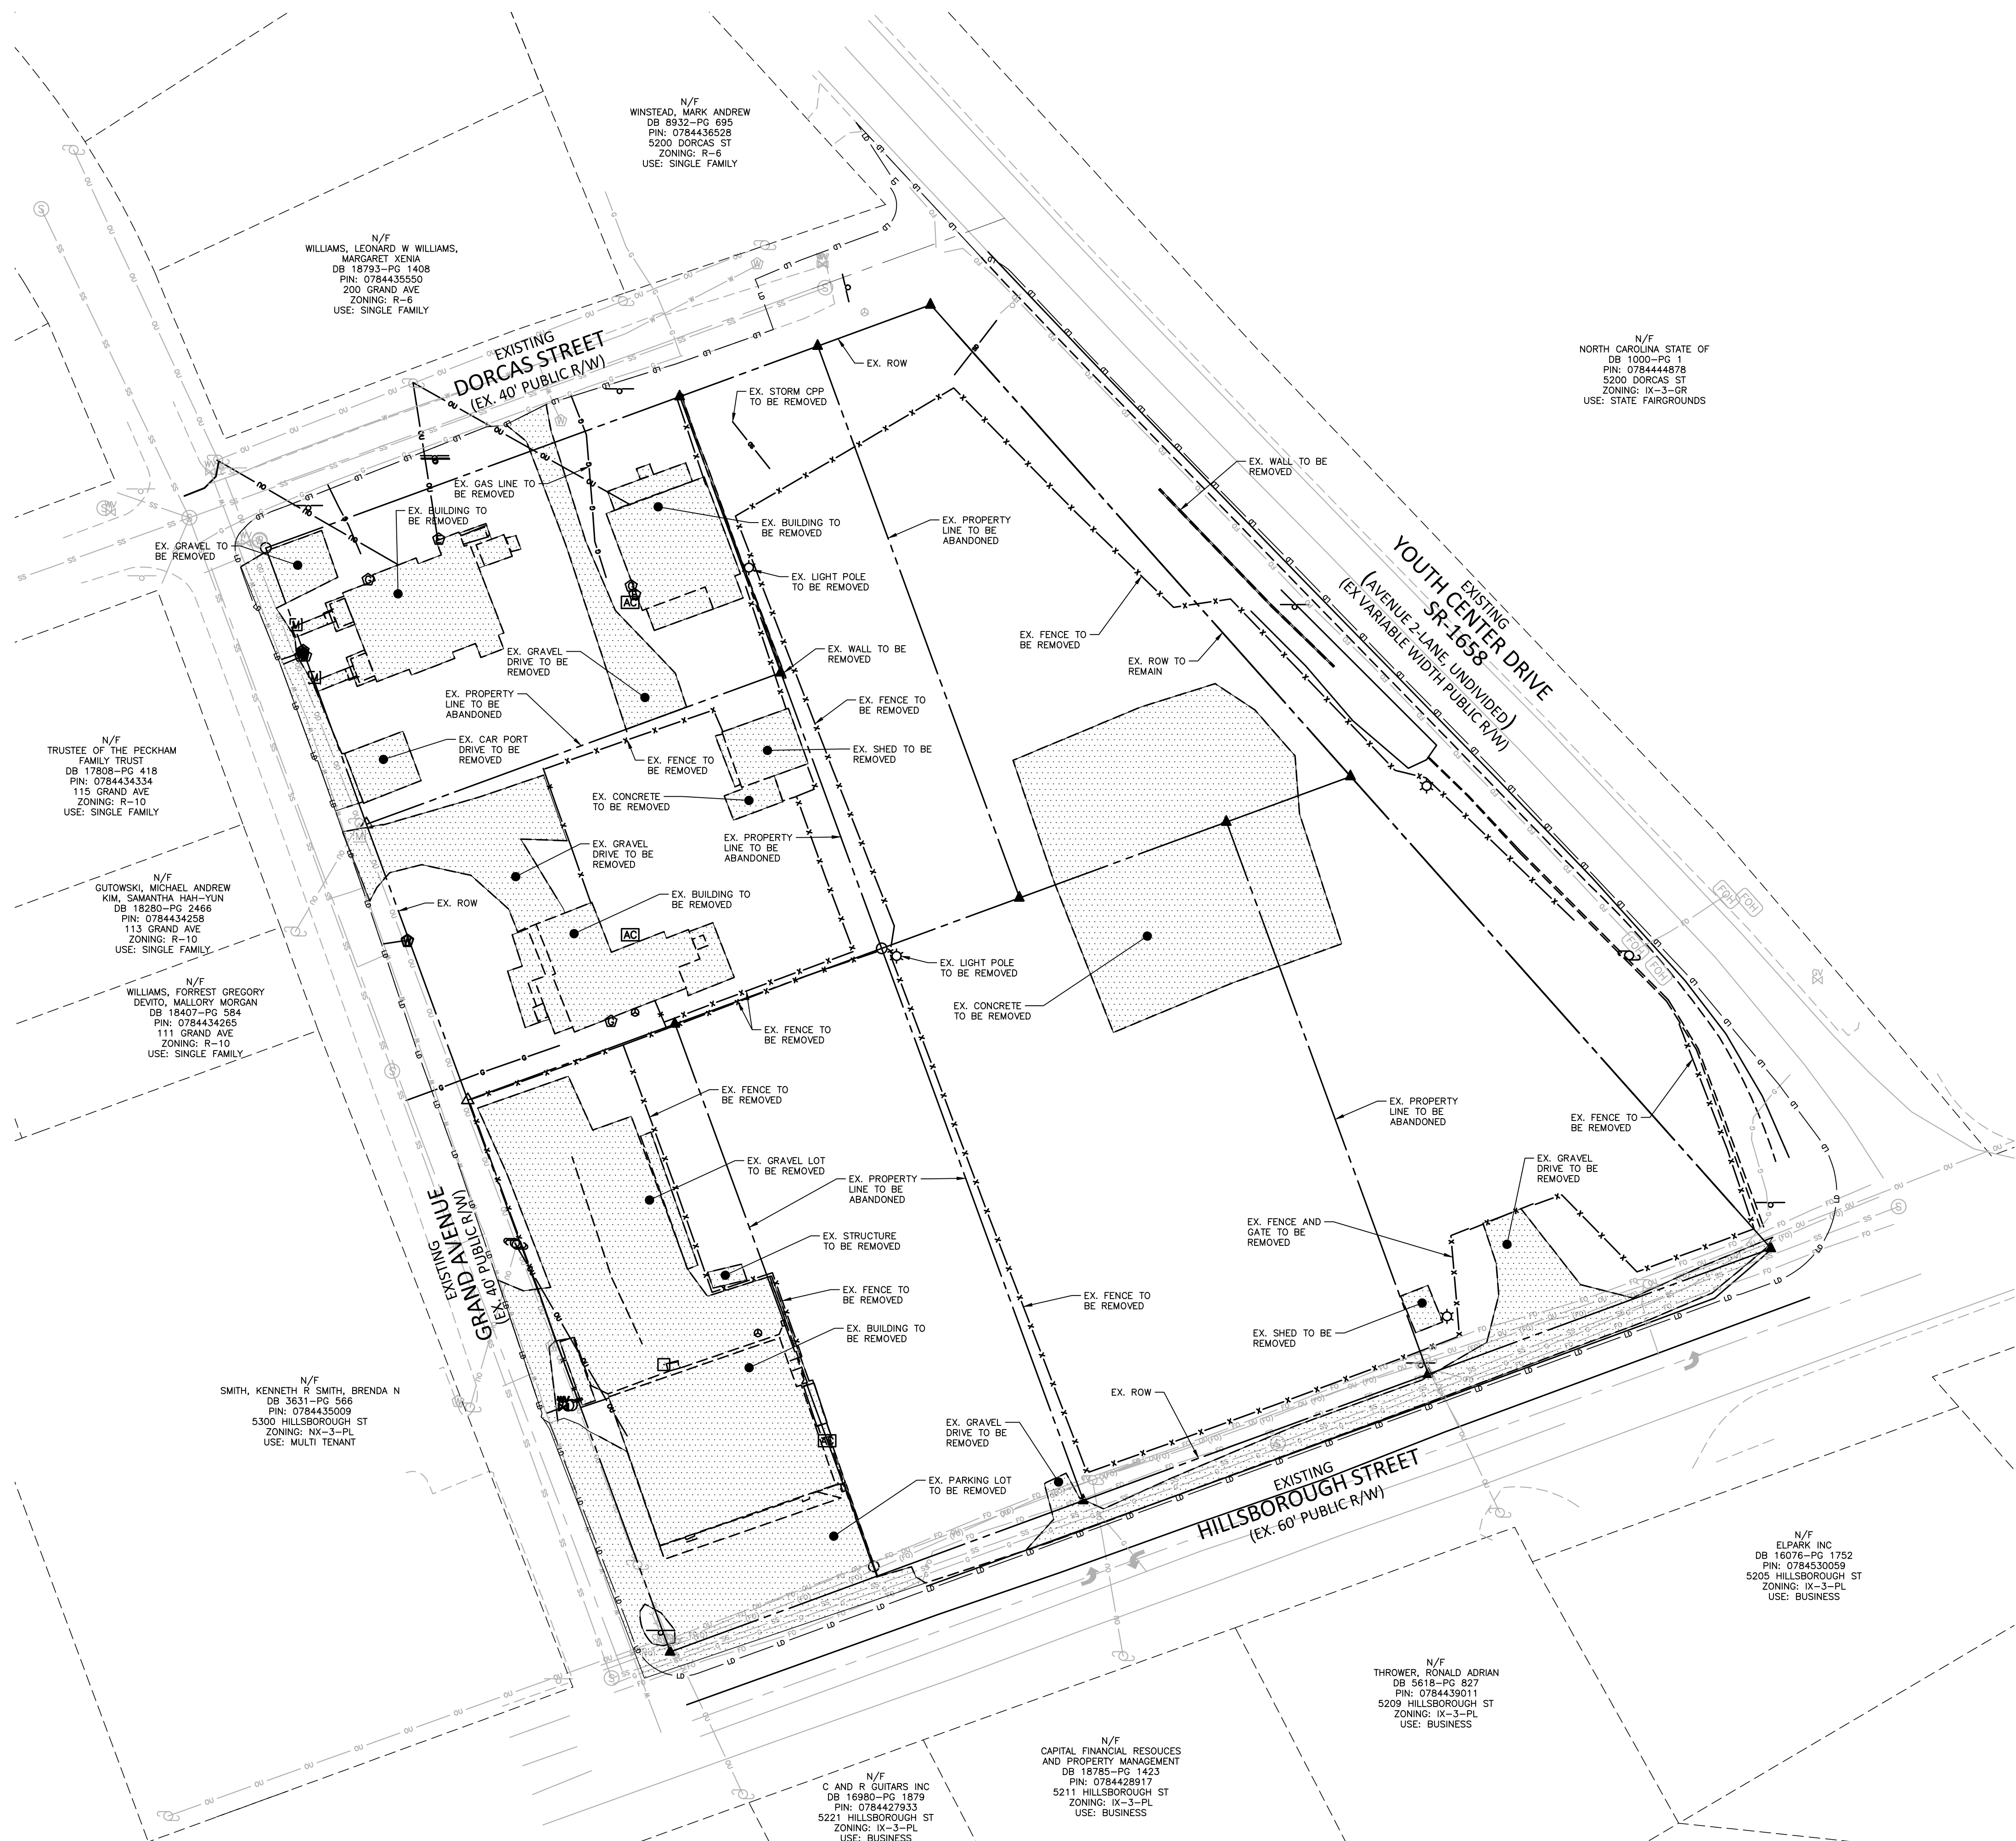 N/F
WINSTEAD, MARK ANDREW
DB 8932-PG 695
PIN: 0784436528
5200 DORCAS ST
ZONING: R-6
USE: SINGLE FAMILY
N/F
WILLIAMS, LEONARD W WILLIAMS,
MARGARET XENIA
DB 18793-PG 1408
PIN: 0784435550
200 GRAND AVE
ZONING: R-6
USE: SINGLE FAMILY
N/F
NORTH CAROLINA STATE OF
DB 1000-PG 1
PIN: 0784444878
5200 DORCAS ST
ZONING: IX-3-GR
USE: STATE FAIRGROUNDS
EXISTING
DORCAS STREET
(EX. 40' PUBLIC R/W)
EX. ROW
EX. STORM CPP
TO BE REMOVED
EX. WALL TO BE
REMOVED
EX. GAS LINE TO
BE REMOVED
EX. BUILDING TO
BE REMOVED
EX. BUILDING TO
BE REMOVED
EX. PROPERTY
LINE TO BE
ABANDONED
EX. GRAVEL TO
BE REMOVED
EX. LIGHT POLE
TO BE REMOVED
EXISTING
YOUTH CENTER DRIVE
SR-1658
(AVENUE 2-LANE, UNDIVIDED)
(EX VARIABLE WIDTH PUBLIC R/W)
EX. FENCE TO
BE REMOVED
EX. ROW TO
REMAIN
EX. GRAVEL
DRIVE TO BE
REMOVED
EX. WALL TO BE
REMOVED
EX. PROPERTY
LINE TO BE
ABANDONED
EX. FENCE TO
BE REMOVED
EX. CAR PORT
DRIVE TO BE
REMOVED
EX. FENCE TO
BE REMOVED
EX. SHED TO BE
REMOVED
N/F
TRUSTEE OF THE PECKHAM
FAMILY TRUST
DB 17808-PG 418
PIN: 0784434334
115 GRAND AVE
ZONING: R-10
USE: SINGLE FAMILY
EX. CONCRETE
TO BE REMOVED
EX. PROPERTY
LINE TO BE
ABANDONED
EX. GRAVEL
DRIVE TO BE
REMOVED
EX. BUILDING TO
BE REMOVED
EX. ROW
N/F
GUTOWSKI, MICHAEL ANDREW
KIM, SAMANTHA HAH-YUN
DB 18280-PG 2466
PIN: 0784434258
113 GRAND AVE
ZONING: R-10
USE: SINGLE FAMILY
EX. LIGHT POLE
TO BE REMOVED
EX. CONCRETE
TO BE REMOVED
N/F
WILLIAMS, FORREST GREGORY
DEVITO, MALLORY MORGAN
DB 18407-PG 584
PIN: 0784434265
111 GRAND AVE
ZONING: R-10
USE: SINGLE FAMILY
EX. FENCE TO
BE REMOVED
EX. FENCE TO
BE REMOVED
EX. PROPERTY
LINE TO BE
ABANDONED
EX. FENCE TO
BE REMOVED
EX. GRAVEL LOT
TO BE REMOVED
EX. PROPERTY
LINE TO BE
ABANDONED
EX. GRAVEL
DRIVE TO BE
REMOVED
EXISTING
GRAND AVENUE
(EX. 40' PUBLIC R/W)
EX. STRUCTURE
TO BE REMOVED
EX. FENCE AND
GATE TO BE
REMOVED
EX. FENCE TO
BE REMOVED
EX. FENCE TO
BE REMOVED
EX. BUILDING TO
BE REMOVED
EX. SHED TO BE
REMOVED
N/F
SMITH, KENNETH R SMITH, BRENDA N
DB 3631-PG 566
PIN: 0784435009
5300 HILLSBOROUGH ST
ZONING: NX-3-PL
USE: MULTI TENANT
EX. ROW
EX. GRAVEL
DRIVE TO BE
REMOVED
EX. PARKING LOT
TO BE REMOVED
EXISTING
HILLSBOROUGH STREET
(EX. 60' PUBLIC R/W)
N/F
ELPARK INC
DB 16076-PG 1752
PIN: 0784530059
5205 HILLSBOROUGH ST
ZONING: IX-3-PL
USE: BUSINESS
N/F
THROWER, RONALD ADRIAN
DB 5618-PG 827
PIN: 0784439011
5209 HILLSBOROUGH ST
ZONING: IX-3-PL
USE: BUSINESS
N/F
CAPITAL FINANCIAL RESOUCES
AND PROPERTY MANAGEMENT
DB 18785-PG 1423
PIN: 0784428917
5211 HILLSBOROUGH ST
ZONING: IX-3-PL
USE: BUSINESS
N/F
C AND R GUITARS INC
DB 16980-PG 1879
PIN: 0784427933
5221 HILLSBOROUGH ST
ZONING: IX-3-PL
USE: BUSINESS